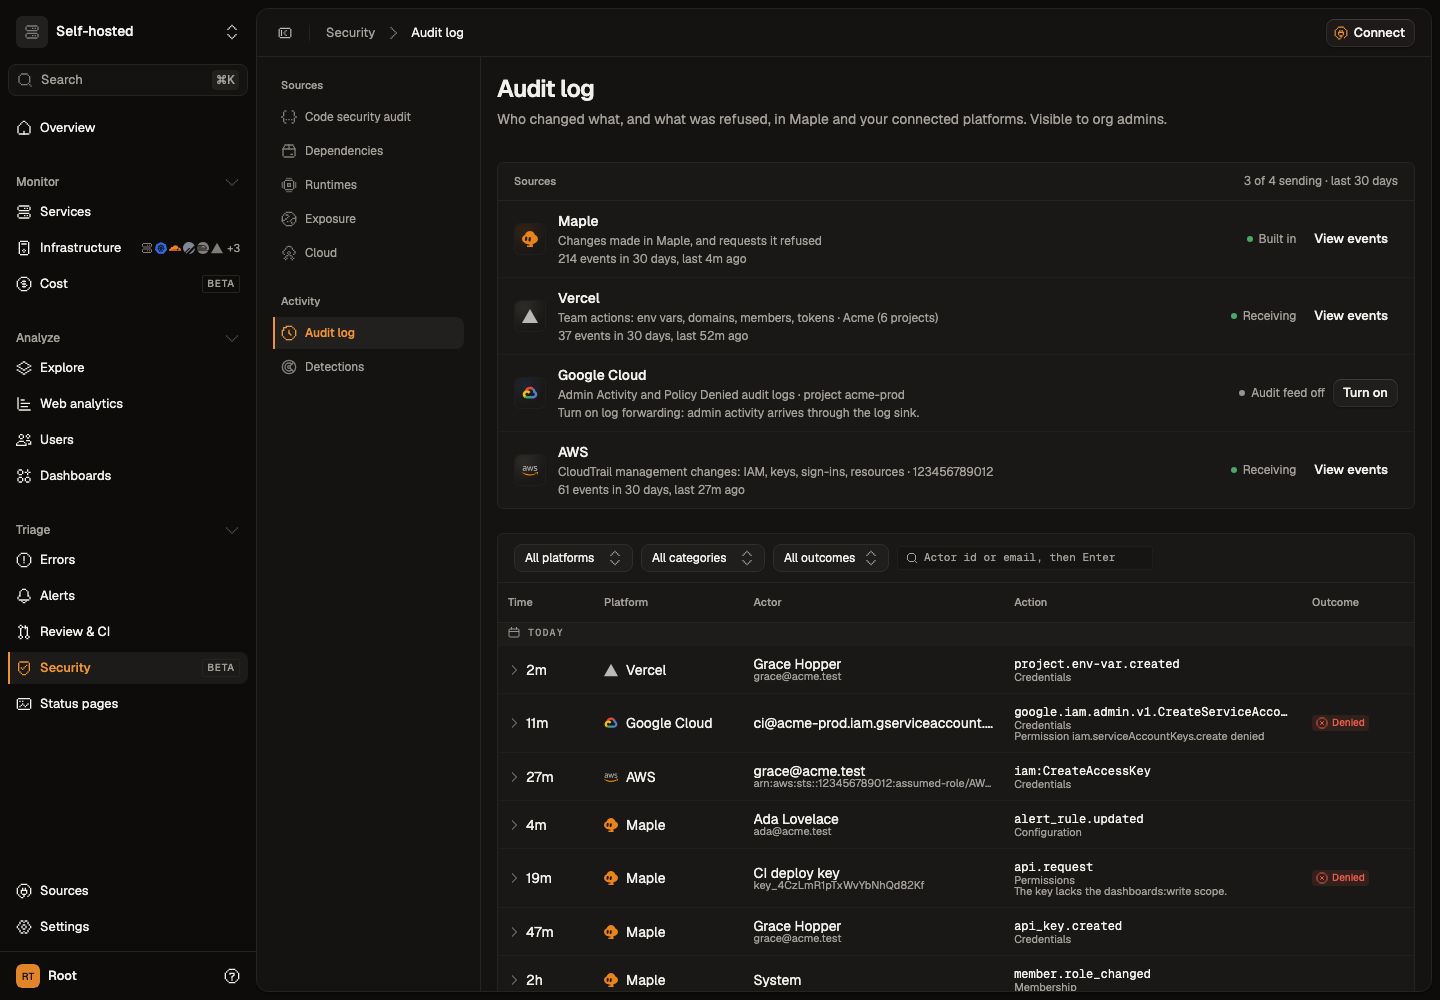 Self-hosted
Search
⌘K
Overview
Monitor
Services
Infrastructure
+3
Cost
BETA
Analyze
Explore
Web analytics
Users
Dashboards
Triage
Errors
Alerts
Review & CI
Security
BETA
Status pages
Sources
Settings
RT
Root
Security
Audit log
Connect
Sources
Code security audit
Dependencies
Runtimes
Exposure
Cloud
Activity
Audit log
Detections
Audit log
Who changed what, and what was refused, in Maple and your connected platforms. Visible to org admins.
Sources
3 of 4 sending · last 30 days
Maple
Changes made in Maple, and requests it refused
214 events in 30 days, last 4m ago
Built in
View events
Vercel
Team actions: env vars, domains, members, tokens · Acme (6 projects)
37 events in 30 days, last 52m ago
Receiving
View events
Google Cloud
Admin Activity and Policy Denied audit logs · project acme-prod
Turn on log forwarding: admin activity arrives through the log sink.
Audit feed off
Turn on
aws
AWS
CloudTrail management changes: IAM, keys, sign-ins, resources · 123456789012
61 events in 30 days, last 27m ago
Receiving
View events
All platforms
All categories
All outcomes
Actor id or email, then Enter
Time
Platform
Actor
Action
Outcome
TODAY
2m
Vercel
Grace Hopper
grace@acme.test
project.env-var.created
Credentials
11m
Google Cloud
ci@acme-prod.iam.gserviceaccount....
google.iam.admin.v1.CreateServiceAcco...
Credentials
Permission iam.serviceAccountKeys.create denied
Denied
27m
aws
AWS
grace@acme.test
arn:aws:sts::123456789012:assumed-role/AW...
iam:CreateAccessKey
Credentials
4m
Maple
Ada Lovelace
ada@acme.test
alert_rule.updated
Configuration
19m
Maple
CI deploy key
key_4CzLmR1pTxWvYbNhQd82Kf
api.request
Permissions
The key lacks the dashboards:write scope.
Denied
47m
Maple
Grace Hopper
grace@acme.test
api_key.created
Credentials
2h
Maple
System
member.role_changed
Membership